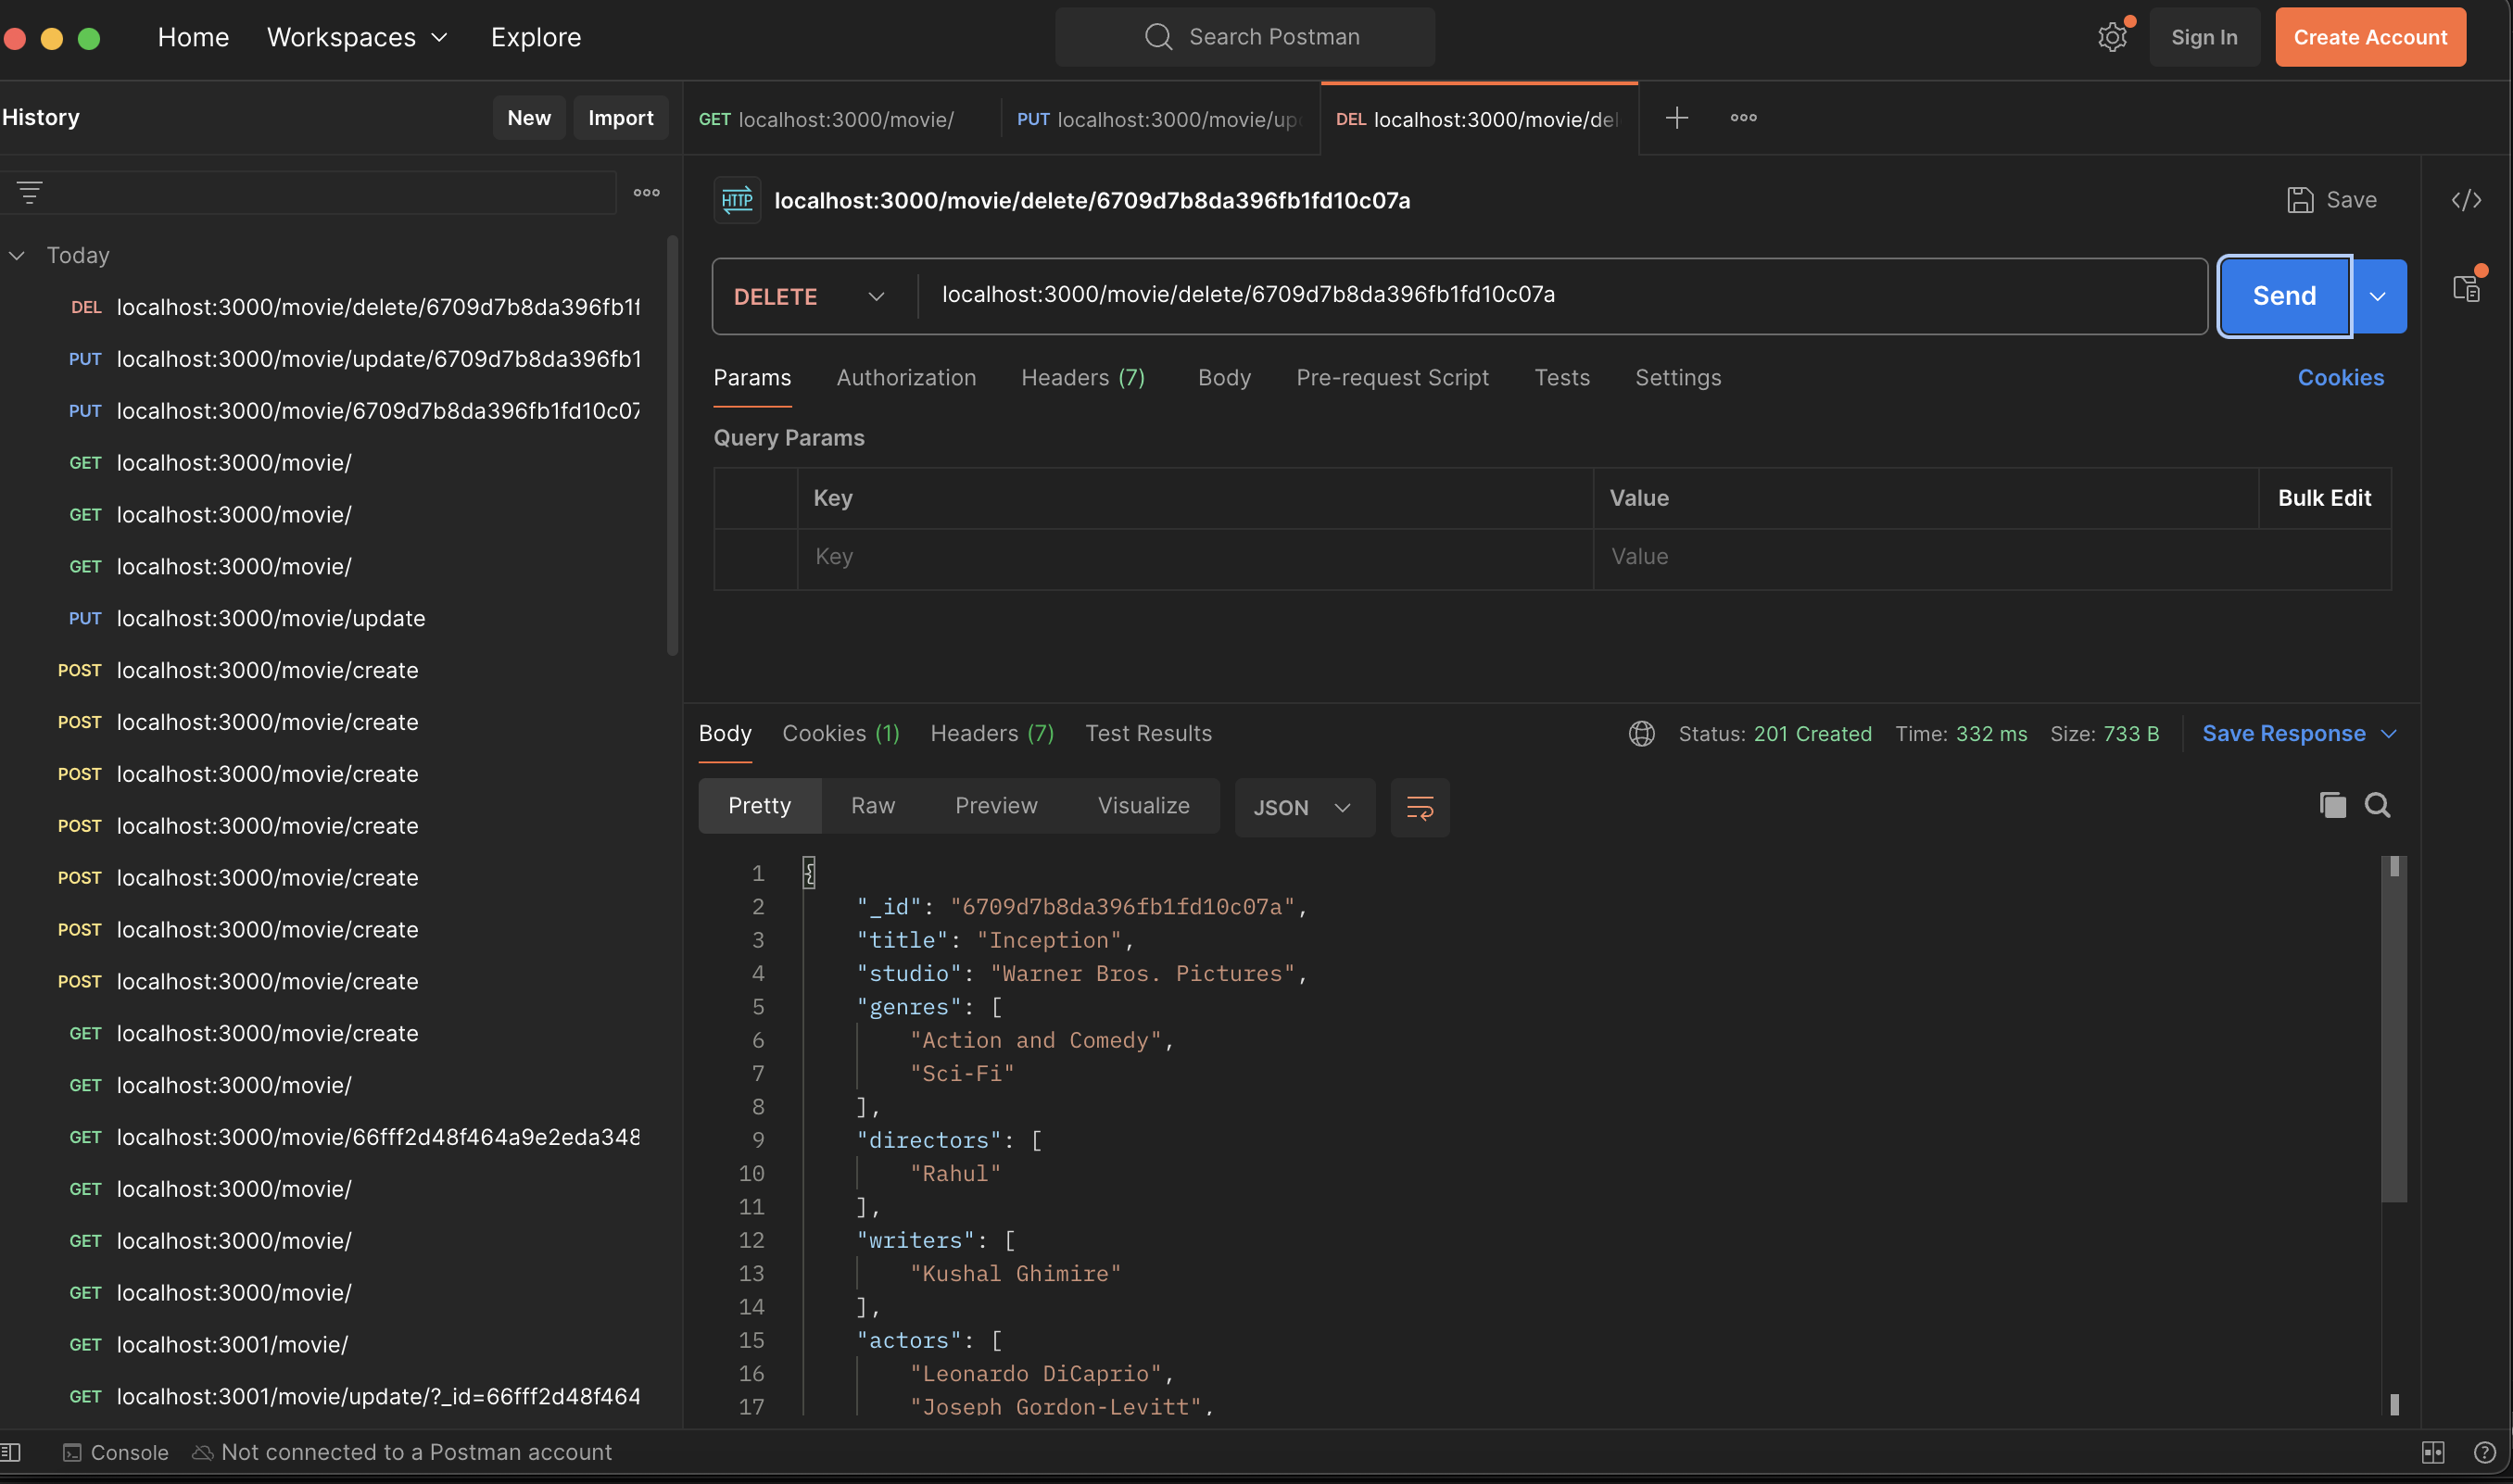 Home Workspaces Explore Search Postman Sign In Create Account
History New Import
GET localhost:3000/movie/ PUT localhost:3000/movie/up DEL localhost:3000/movie/del
HTTP localhost:3000/movie/delete/6709d7b8da396fb1fd10c07a Save </>
Today
DEL localhost:3000/movie/delete/6709d7b8da396fb1f
PUT localhost:3000/movie/update/6709d7b8da396fb1
PUT localhost:3000/movie/6709d7b8da396fb1fd10c07
GET localhost:3000/movie/
GET localhost:3000/movie/
GET localhost:3000/movie/
PUT localhost:3000/movie/update
POST localhost:3000/movie/create
POST localhost:3000/movie/create
POST localhost:3000/movie/create
POST localhost:3000/movie/create
POST localhost:3000/movie/create
POST localhost:3000/movie/create
POST localhost:3000/movie/create
GET localhost:3000/movie/create
GET localhost:3000/movie/
GET localhost:3000/movie/66fff2d48f464a9e2eda348
GET localhost:3000/movie/
GET localhost:3000/movie/
GET localhost:3000/movie/
GET localhost:3001/movie/
GET localhost:3001/movie/update/?_id=66fff2d48f464
DELETE localhost:3000/movie/delete/6709d7b8da396fb1fd10c07a Send
Params Authorization Headers (7) Body Pre-request Script Tests Settings Cookies
Query Params
Key Value Bulk Edit
Key Value
Body Cookies (1) Headers (7) Test Results Status: 201 Created Time: 332 ms Size: 733 B Save Response
Pretty Raw Preview Visualize JSON
1 {
2 "_id": "6709d7b8da396fb1fd10c07a",
3 "title": "Inception",
4 "studio": "Warner Bros. Pictures",
5 "genres": [
6 "Action and Comedy",
7 "Sci-Fi"
8 ],
9 "directors": [
10 "Rahul"
11 ],
12 "writers": [
13 "Kushal Ghimire"
14 ],
15 "actors": [
16 "Leonardo DiCaprio",
17 "Joseph Gordon-Levitt",
Console Not connected to a Postman account